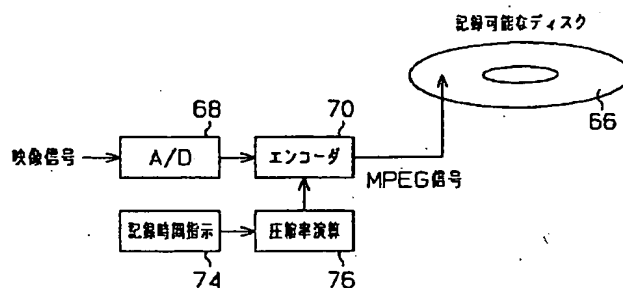 記録可能なディスク
66
68
70
映像信号
A/D
エンコーダ
MPEG信号
記録時間指示
圧縮率演算
74
76